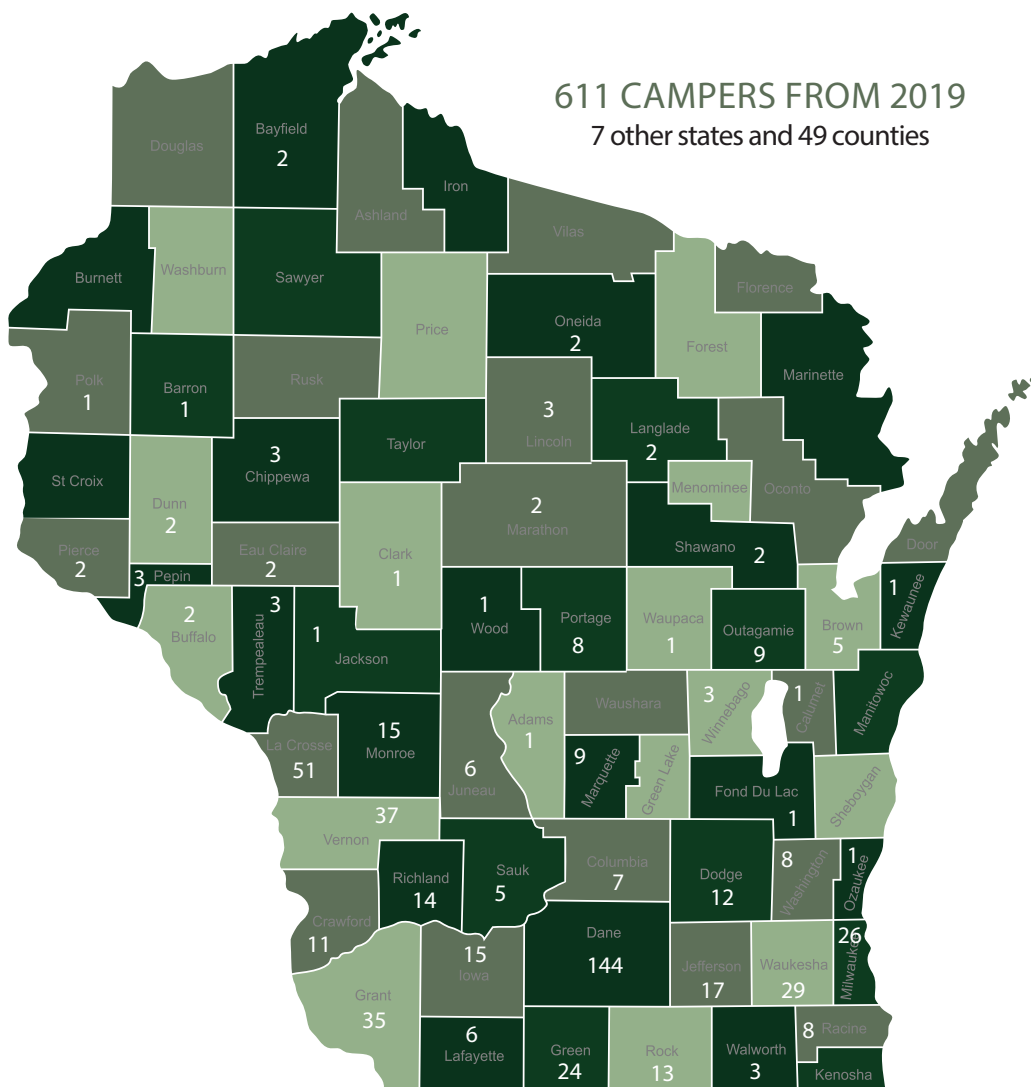 611 CAMPERS FROM 2019
7 other states and 49 counties
Douglas
Bayfield
2
Ashland
Iron
Vilas
Florence
Burnett
Washburn
Sawyer
Price
Oneida
2
Forest
Marinette
Polk
1
Barron
1
Rusk
3
Lincoln
Langlade
2
Taylor
3
Chippewa
St Croix
Dunn
2
2
Marathon
Menominee
Oconto
Door
Pierce
2
Eau Claire
2
Clark
1
Shawano
2
3
Pepin
2
Buffalo
3
Trempealeau
1
Jackson
1
Wood
Portage
8
Waupaca
1
Outagamie
9
Brown
5
1
Kewaunee
La Crosse
51
15
Monroe
6
Juneau
Adams
1
Waushara
9
Marquette
Green Lake
3
Winnebago
1
Calumet
Manitowoc
Fond Du Lac
1
Sheboygan
37
Vernon
Richland
14
Sauk
5
Columbia
7
Dodge
12
8
Washington
1
Ozaukee
Crawford
11
15
Iowa
Dane
144
Jefferson
17
Waukesha
29
26
Milwaukee
Grant
35
6
Lafayette
Green
24
Rock
13
Walworth
3
8
Racine
Kenosha